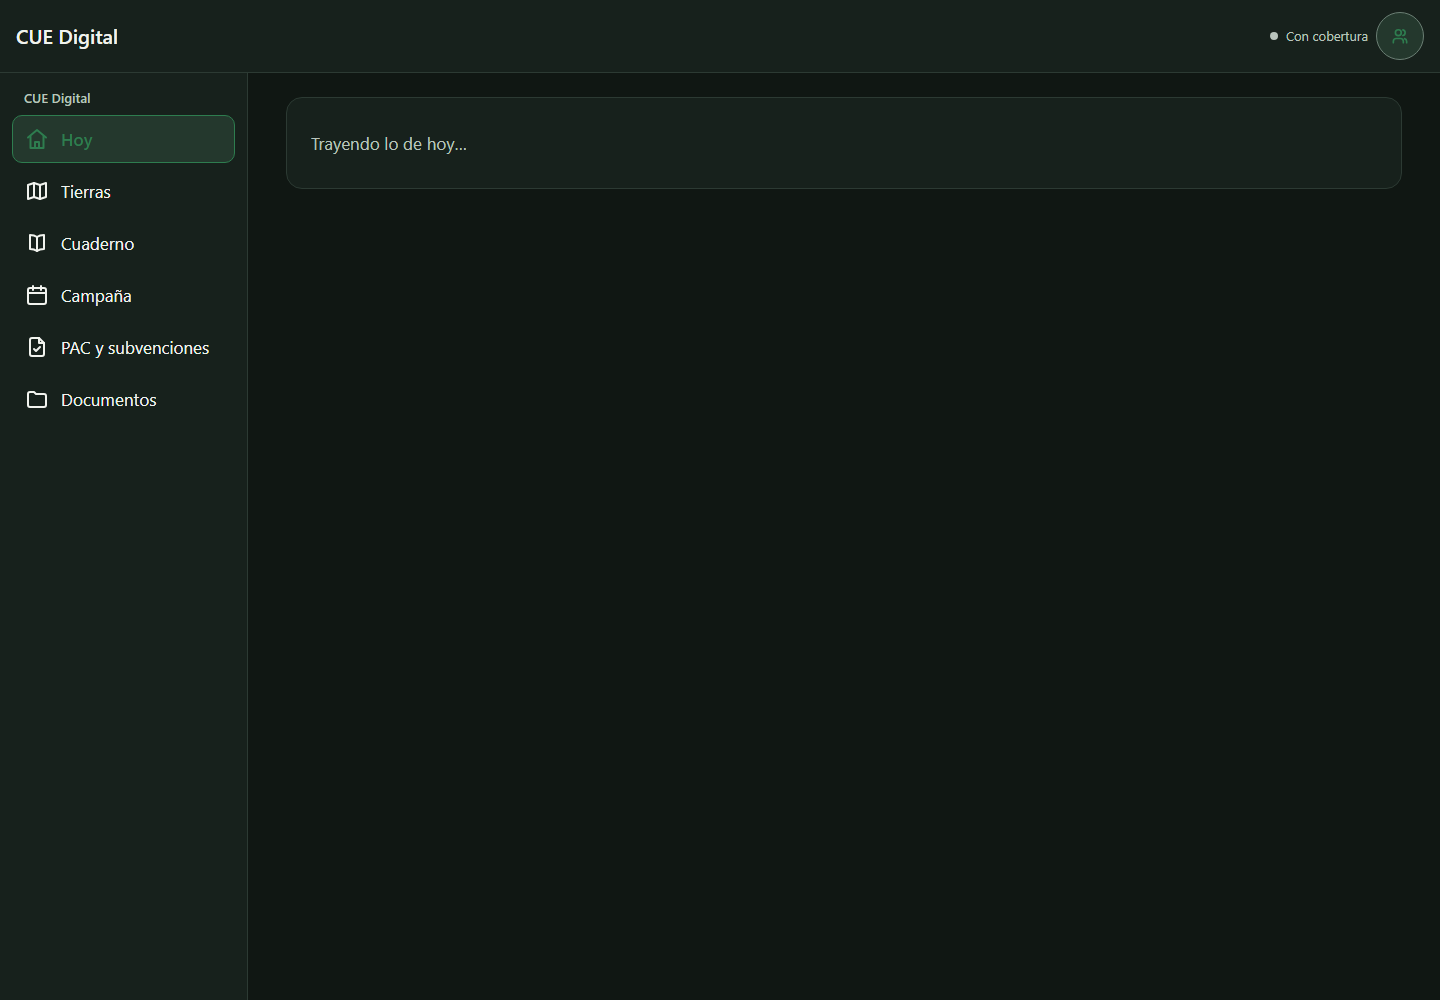 CUE Digital
Con cobertura
CUE Digital
Hoy
Tierras
Cuaderno
Campaña
PAC y subvenciones
Documentos
Trayendo lo de hoy...